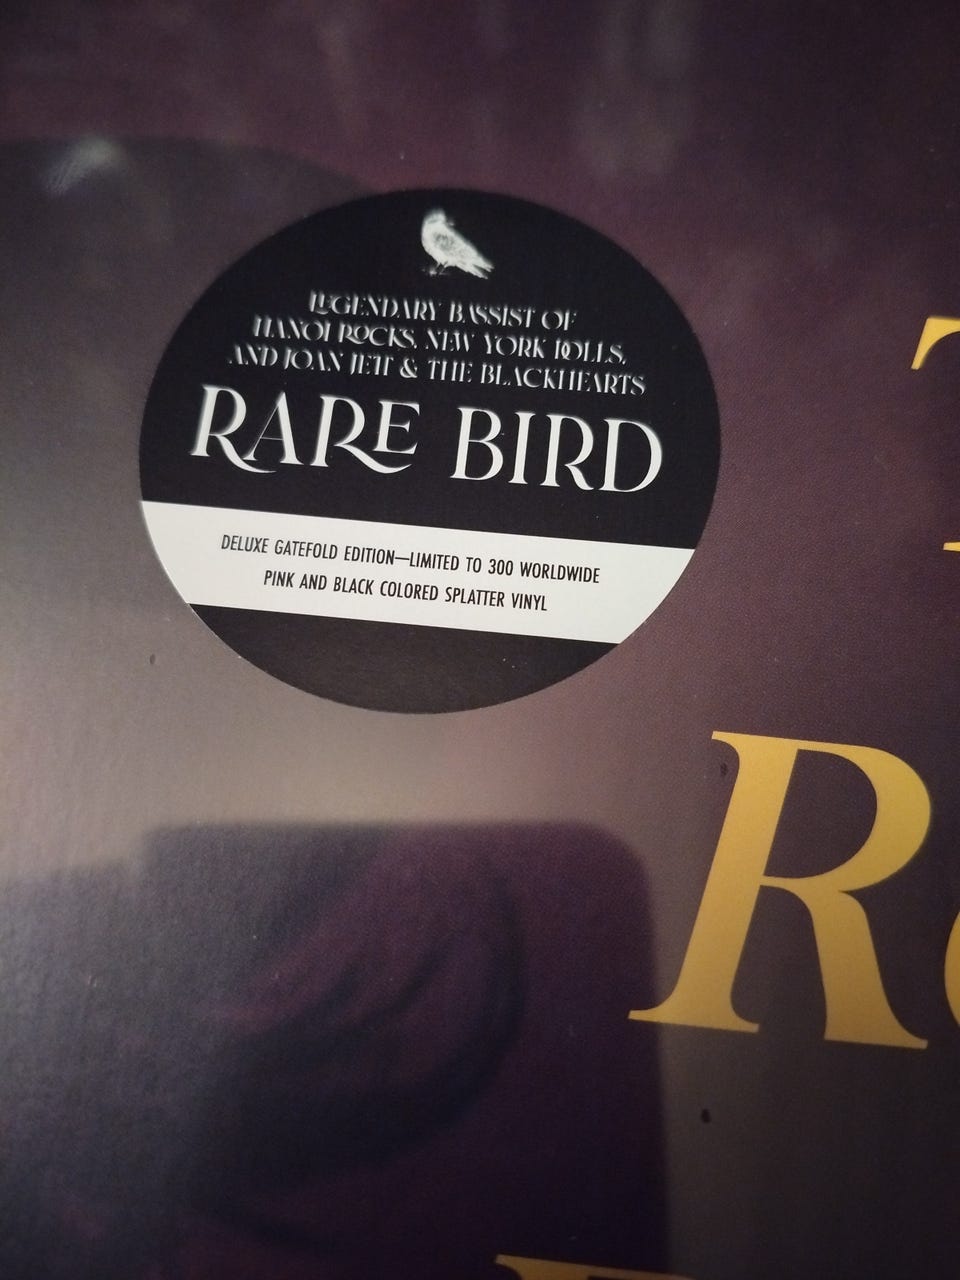 LEGENDARY BASSIST OF
HANOI ROCKS, NEW YORK DOLLS,
AND JOAN JETT & THE BLACKHEARTS
RARE BIRD
DELUXE GATEFOLD EDITION—LIMITED TO 300 WORLDWIDE
PINK AND BLACK COLORED SPLATTER VINYL
R